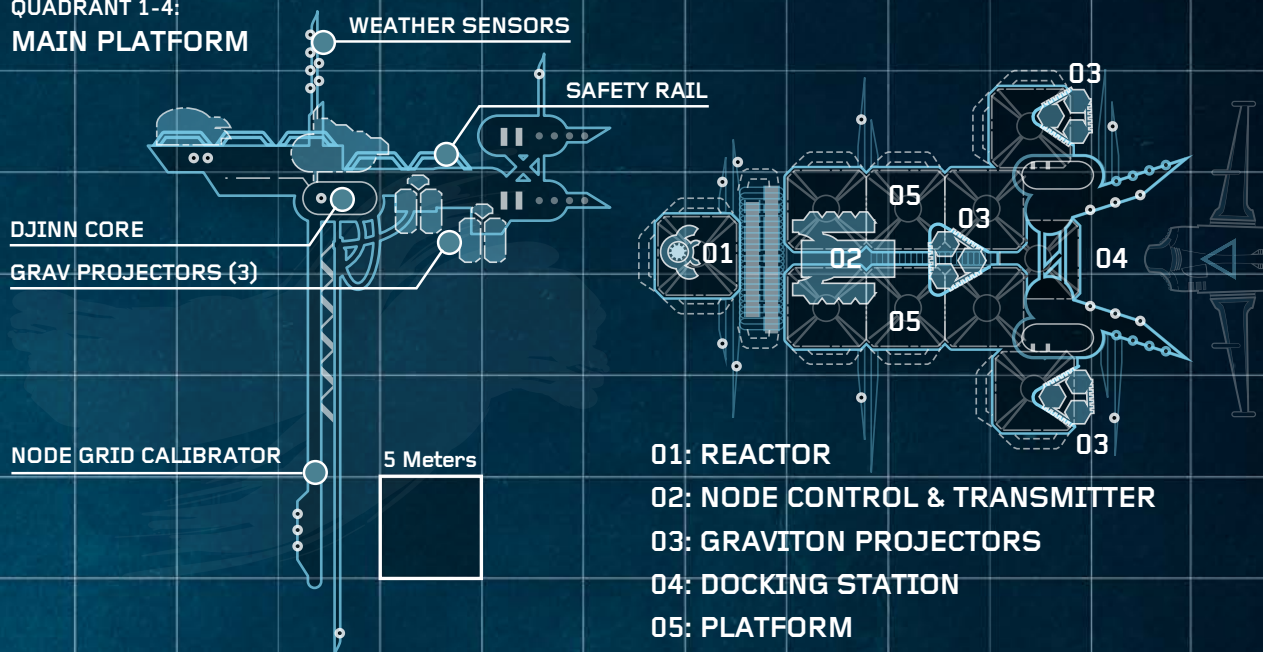 QUADRANT 1-4:
MAIN PLATFORM
WEATHER SENSORS
SAFETY RAIL
DJINN CORE
GRAV PROJECTORS (3)
NODE GRID CALIBRATOR
5 Meters
03
05
03
01
02
04
05
03
01: REACTOR
02: NODE CONTROL & TRANSMITTER
03: GRAVITON PROJECTORS
04: DOCKING STATION
05: PLATFORM